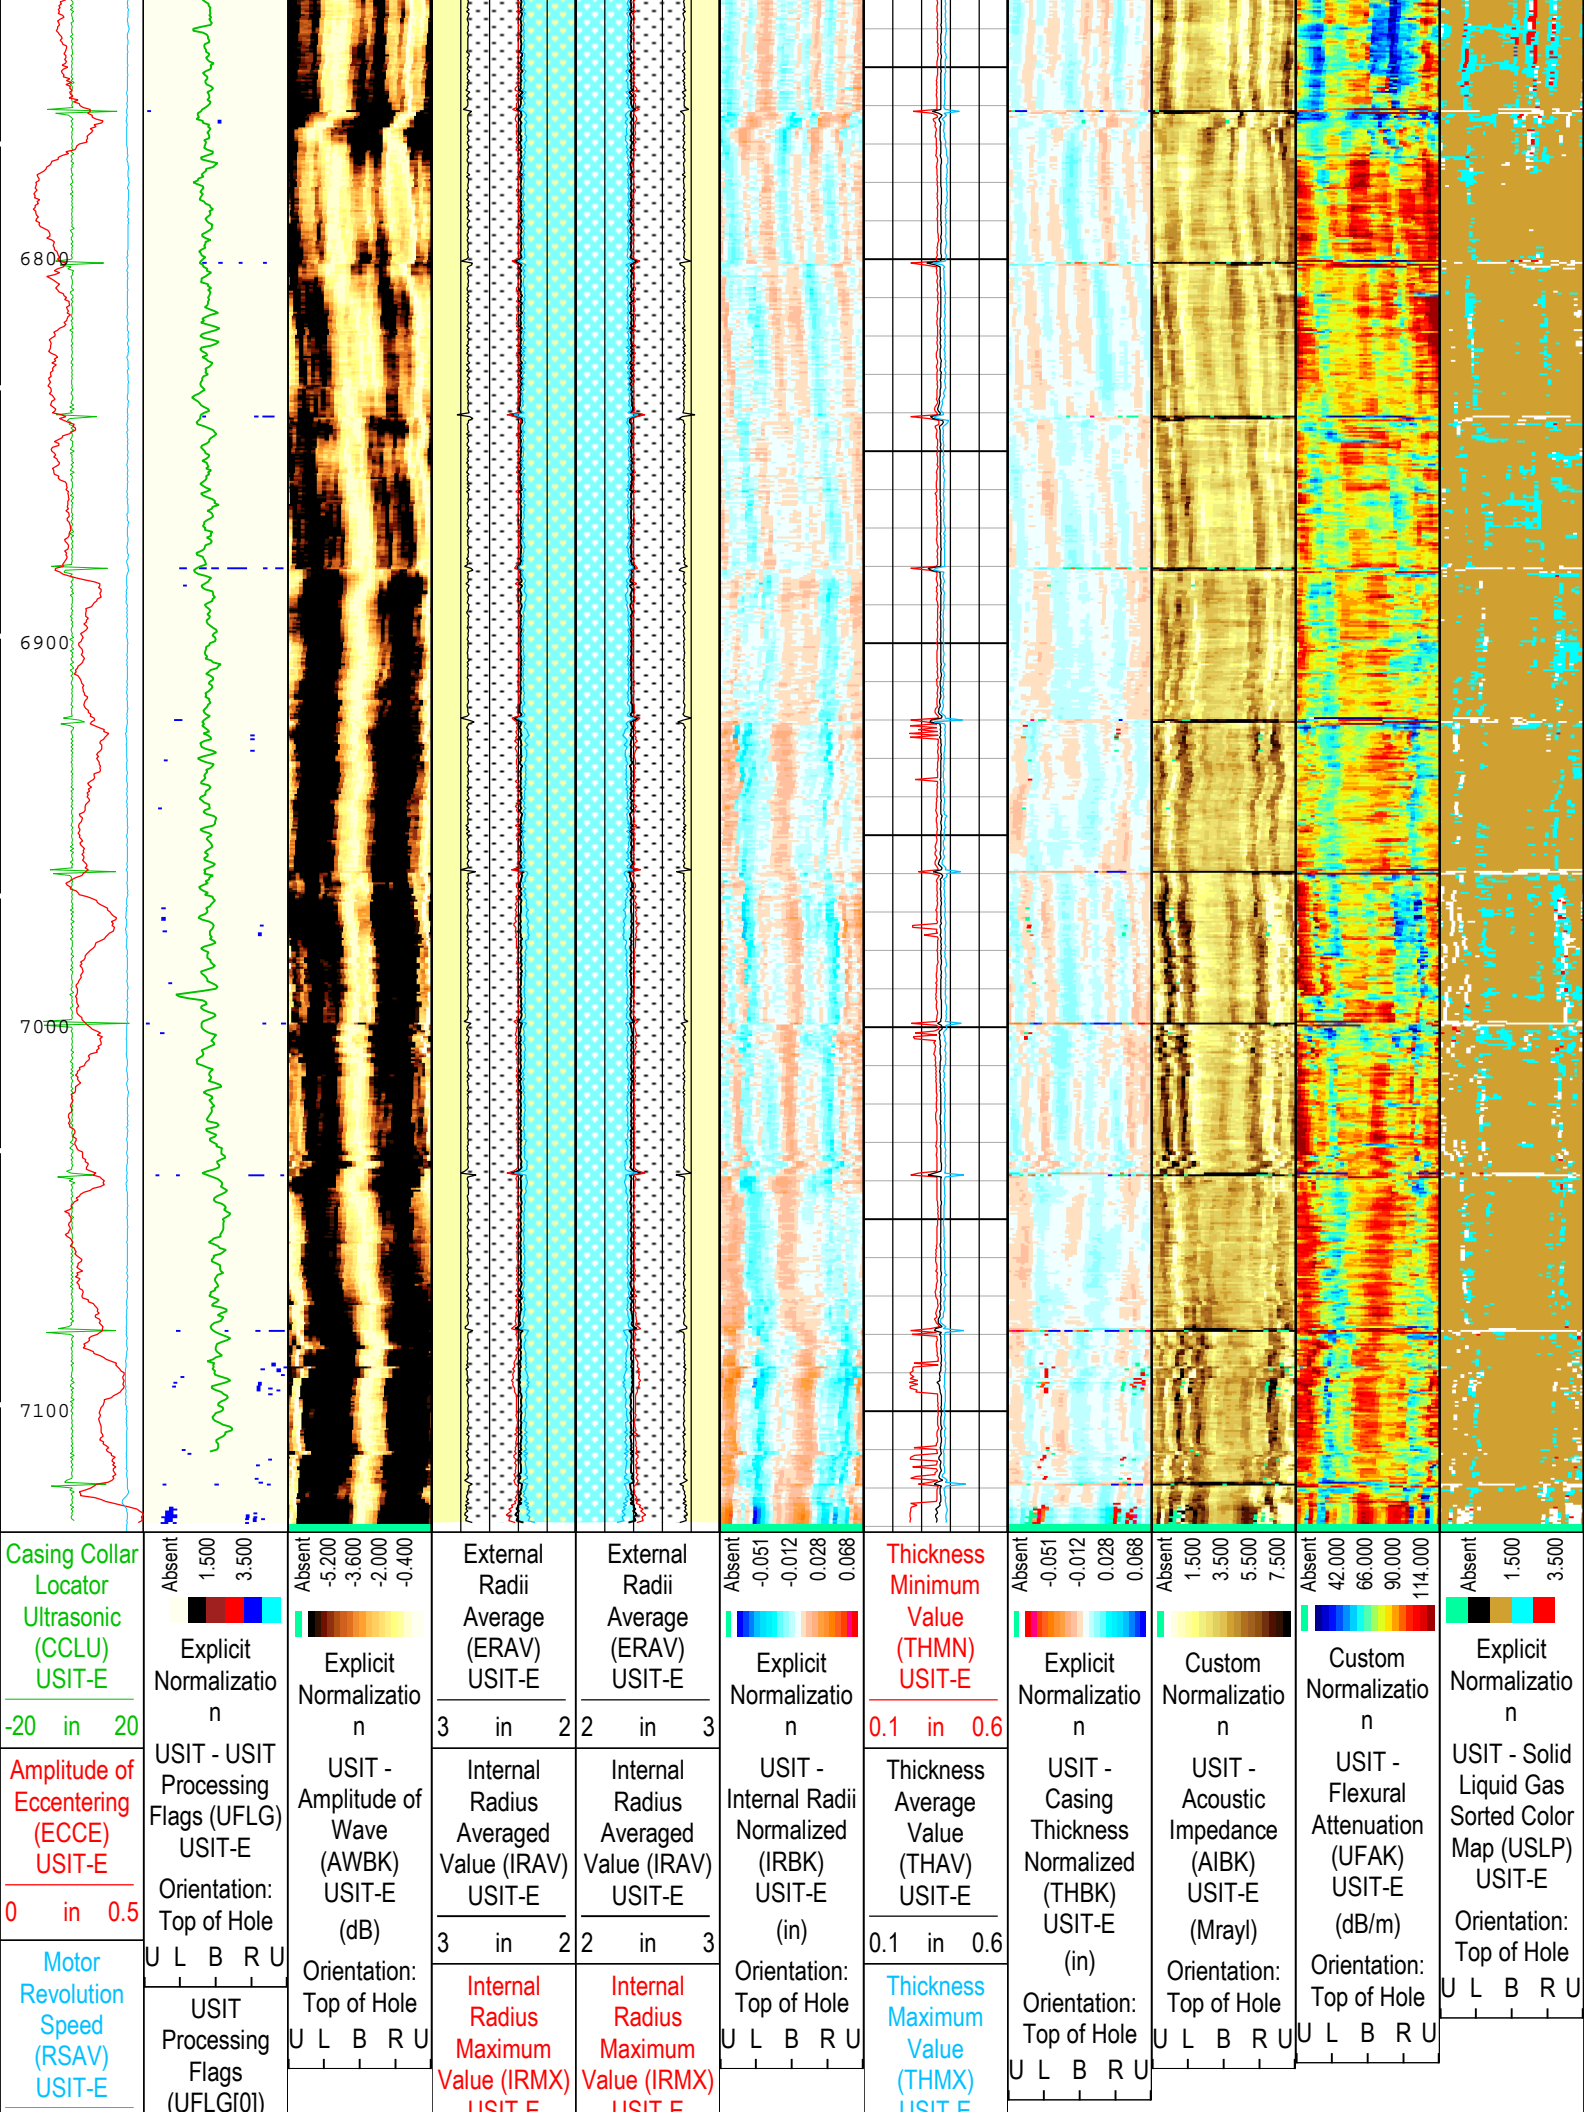 6800
6900
7000
7100
Casing Collar
Locator
Ultrasonic
(CCLU)
USIT-E
-20 in 20
Amplitude of
Eccentering
(ECCE)
USIT-E
0 in 0.5
Motor
Revolution
Speed
(RSAV)
USIT-E
Absent 1.500 3.500
Explicit
Normalizatio
n
USIT - USIT
Processing
Flags (UFLG)
USIT-E
Orientation:
Top of Hole
U L B R U
USIT
Processing
Flags
(UFLG[0])
Absent -5.200 -3.600 -2.000 -0.400
Explicit
Normalizatio
n
USIT -
Amplitude of
Wave
(AWBK)
USIT-E
(dB)
Orientation:
Top of Hole
U L B R U
External
Radii
Average
(ERAV)
USIT-E
3 in 2
Internal
Radius
Averaged
Value (IRAV)
USIT-E
3 in 2
Internal
Radius
Maximum
Value (IRMX)
USIT-E
External
Radii
Average
(ERAV)
USIT-E
2 in 3
Internal
Radius
Averaged
Value (IRAV)
USIT-E
2 in 3
Internal
Radius
Maximum
Value (IRMX)
USIT-E
Absent -0.051 -0.012 0.028 0.068
Explicit
Normalizatio
n
USIT -
Internal Radii
Normalized
(IRBK)
USIT-E
(in)
Orientation:
Top of Hole
U L B R U
Thickness
Minimum
Value
(THMN)
USIT-E
0.1 in 0.6
Thickness
Average
Value
(THAV)
USIT-E
0.1 in 0.6
Thickness
Maximum
Value
(THMX)
USIT-E
Absent -0.051 -0.012 0.028 0.068
Explicit
Normalizatio
n
USIT -
Casing
Thickness
Normalized
(THBK)
USIT-E
(in)
Orientation:
Top of Hole
U L B R U
Absent 1.500 3.500 5.500 7.500
Custom
Normalizatio
n
USIT -
Acoustic
Impedance
(AIBK)
USIT-E
(Mrayl)
Orientation:
Top of Hole
U L B R U
Absent 42.000 66.000 90.000 114.000
Custom
Normalizatio
n
USIT -
Flexural
Attenuation
(UFAK)
USIT-E
(dB/m)
Orientation:
Top of Hole
U L B R U
Absent 1.500 3.500
Explicit
Normalizatio
n
USIT - Solid
Liquid Gas
Sorted Color
Map (USLP)
USIT-E
Orientation:
Top of Hole
U L B R U